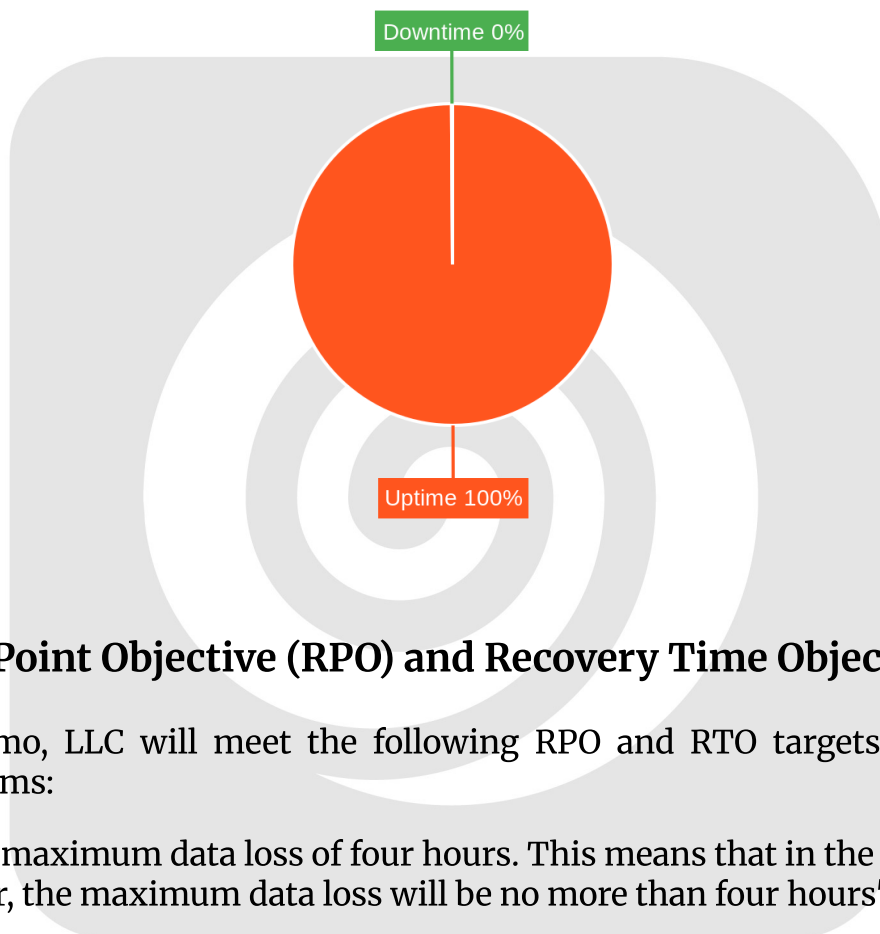 Downtime 0%
Uptime 100%
Point Objective (RPO) and Recovery Time Objec
mo, LLC will meet the following RPO and RTO targets
ms:
maximum data loss of four hours. This means that in the
r, the maximum data loss will be no more than four hours'